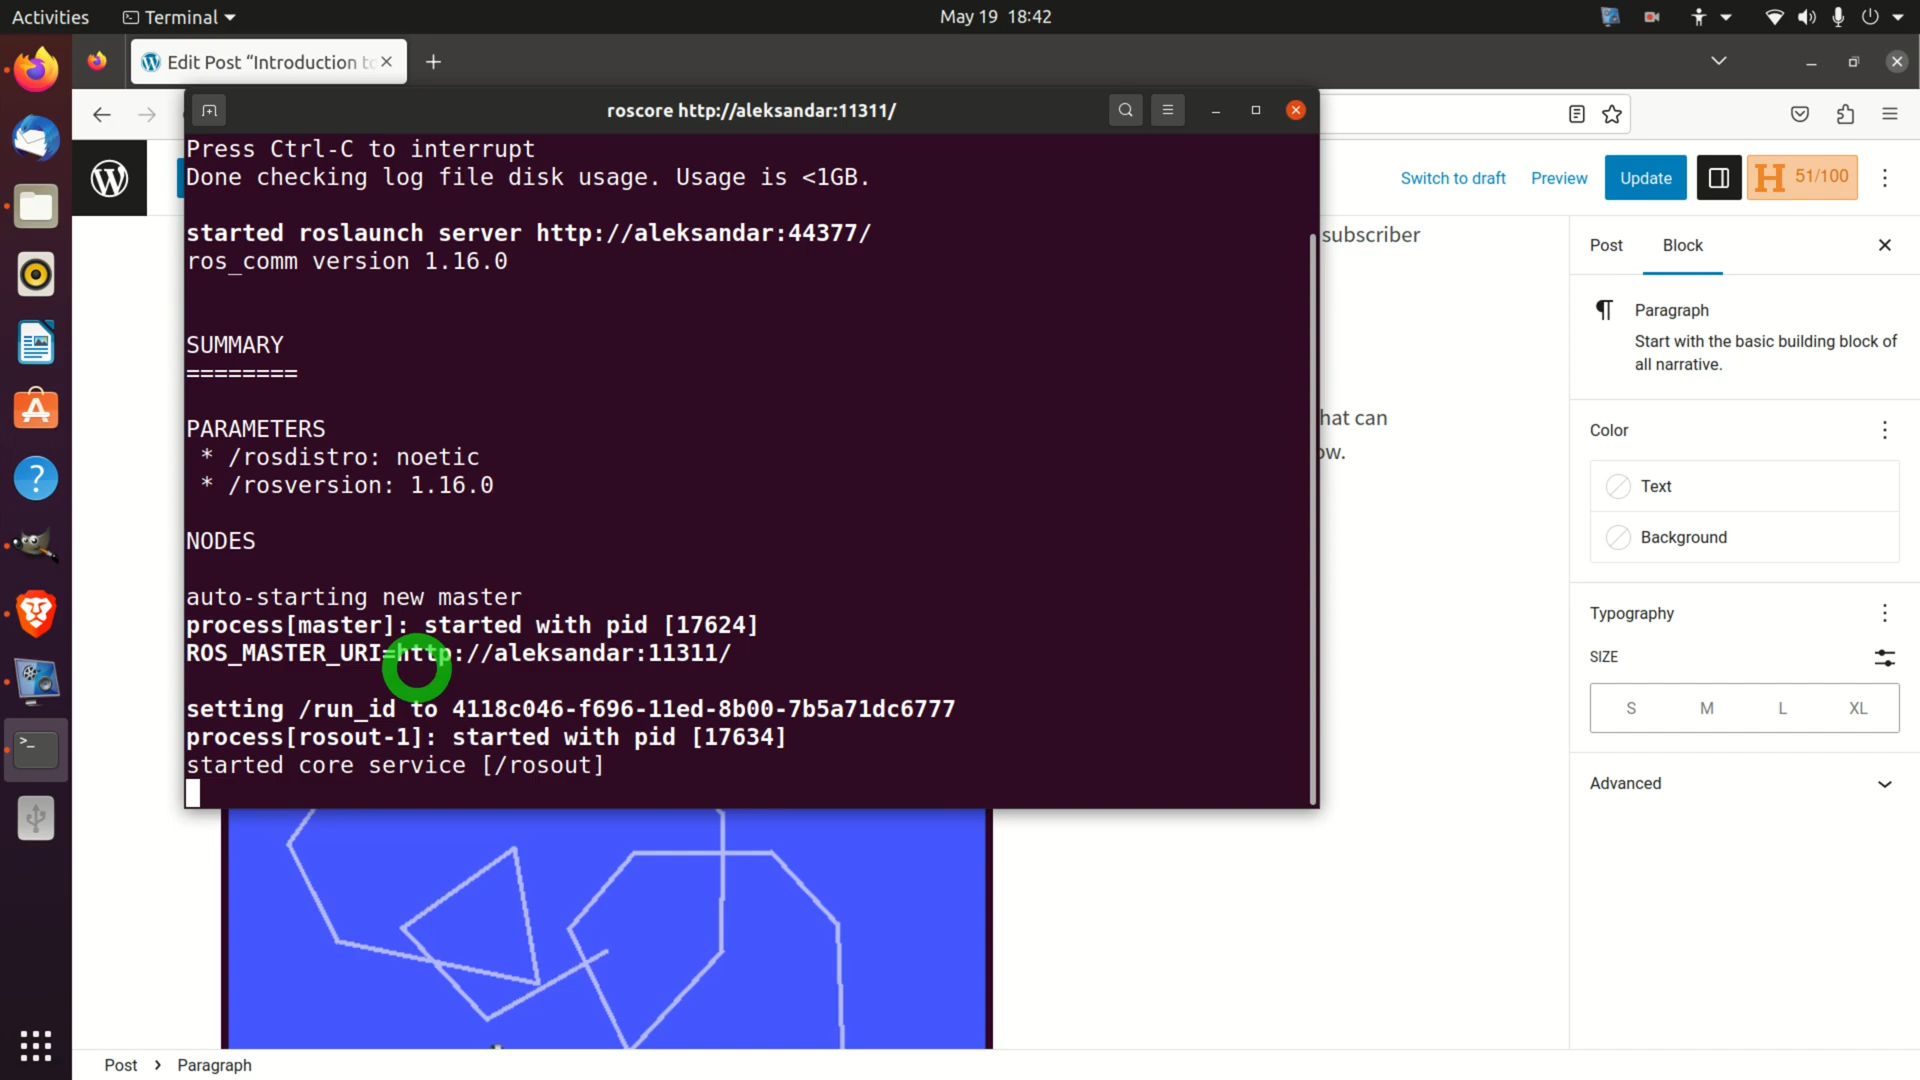 Activities
Terminal
May 19 18:42
Edit Post “Introduction to
roscore http://aleksandar:11311/
Press Ctrl-C to interrupt
Done checking log file disk usage. Usage is <1GB.
started roslaunch server http://aleksandar:44377/
ros_comm version 1.16.0
SUMMARY
========
PARAMETERS
* /rosdistro: noetic
* /rosversion: 1.16.0
NODES
auto-starting new master
process[master]: started with pid [17624]
ROS_MASTER_URI=http://aleksandar:11311/
setting /run_id to 4118c046-f696-11ed-8b00-7b5a71dc6777
process[rosout-1]: started with pid [17634]
started core service [/rosout]
Switch to draft
Preview
Update
H 51/100
subscriber
hat can
ow.
Post
Block
Paragraph
Start with the basic building block of
all narrative.
Color
Text
Background
Typography
SIZE
S M L XL
Advanced
Post > Paragraph